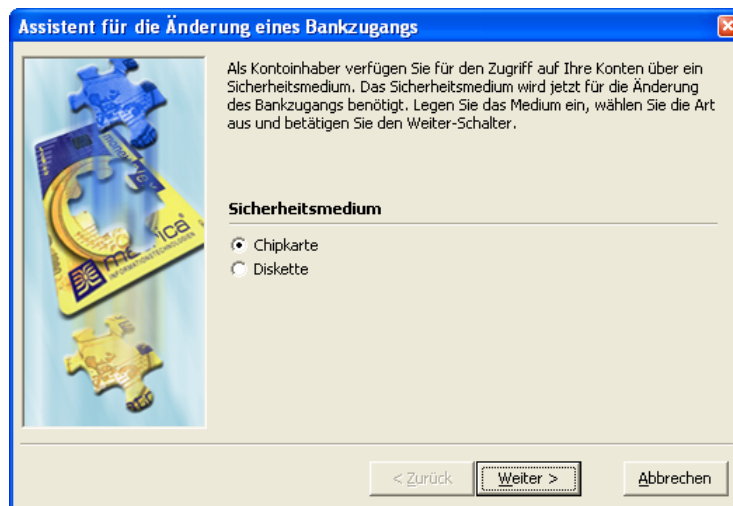 Assistent für die Änderung eines Bankzugangs
Als Kontoinhaber verfügen Sie für den Zugriff auf Ihre Konten über ein
Sicherheitsmedium. Das Sicherheitsmedium wird jetzt für die Änderung
des Bankzugangs benötigt. Legen Sie das Medium ein, wählen Sie die Art
aus und betätigen Sie den Weiter-Schalter.
Sicherheitsmedium
Chipkarte
Diskette
INFORMATIONSTECHNOLOGIEN
< Zurück
Weiter >
Abbrechen